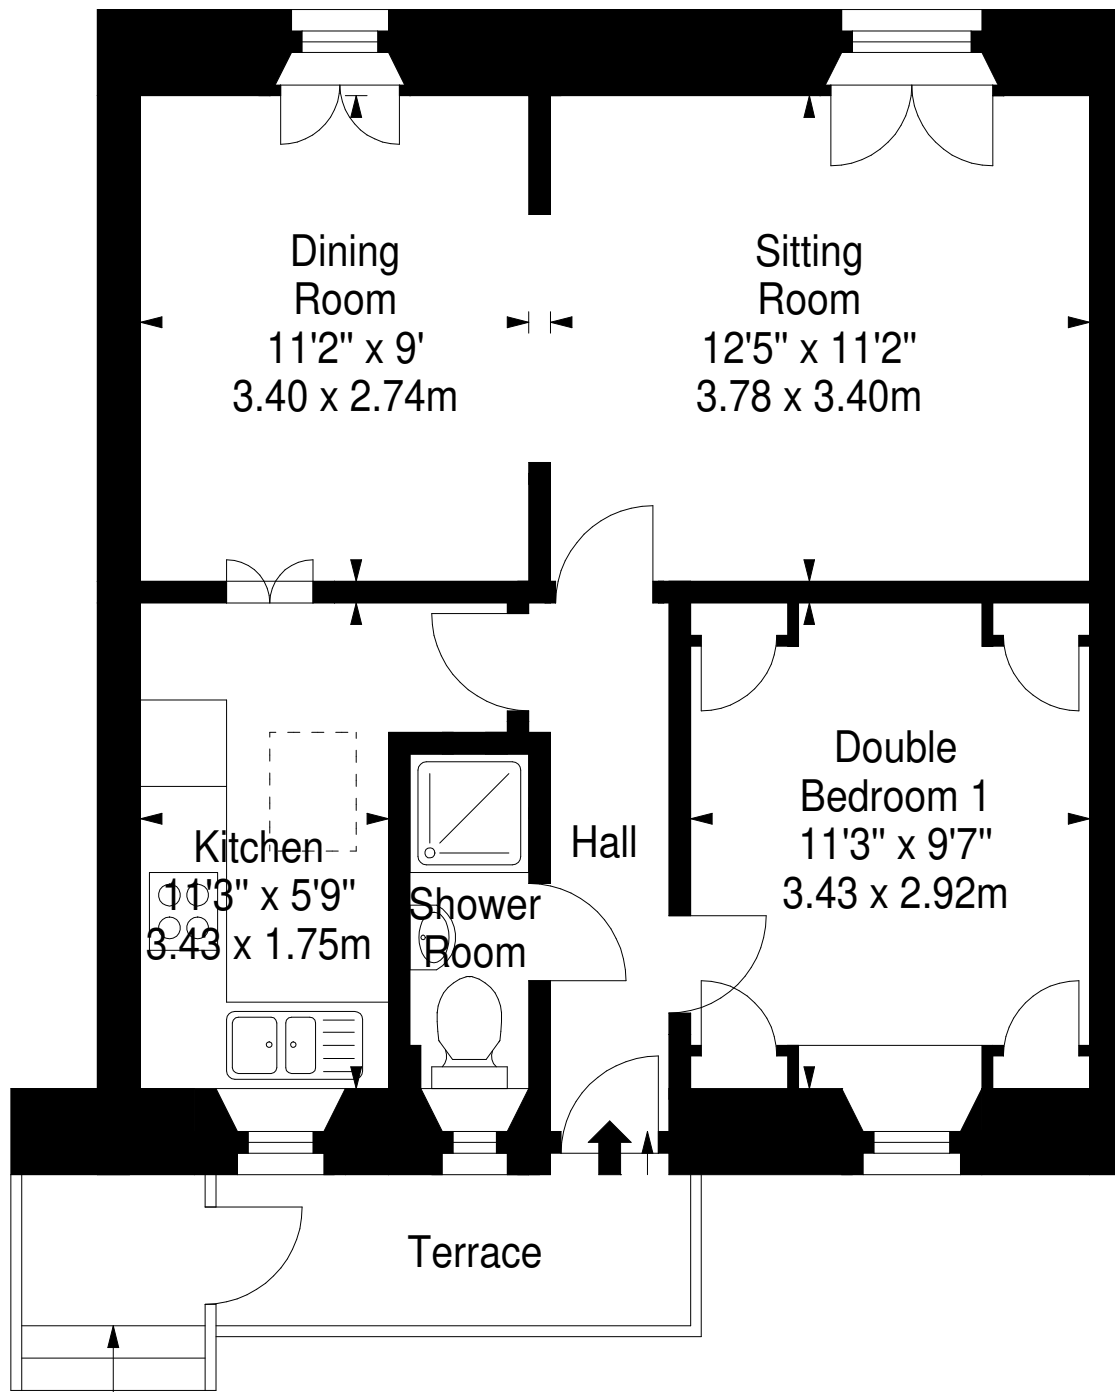 Dining
Room
11'2" x 9'
3.40 x 2.74m
Sitting
Room
12'5" x 11'2"
3.78 x 3.40m
Double
Bedroom 1
11'3" x 9'7"
3.43 x 2.92m
Hall
Kitchen
11'3" x 5'9"
3.43 x 1.75m
Shower
Room
Terrace